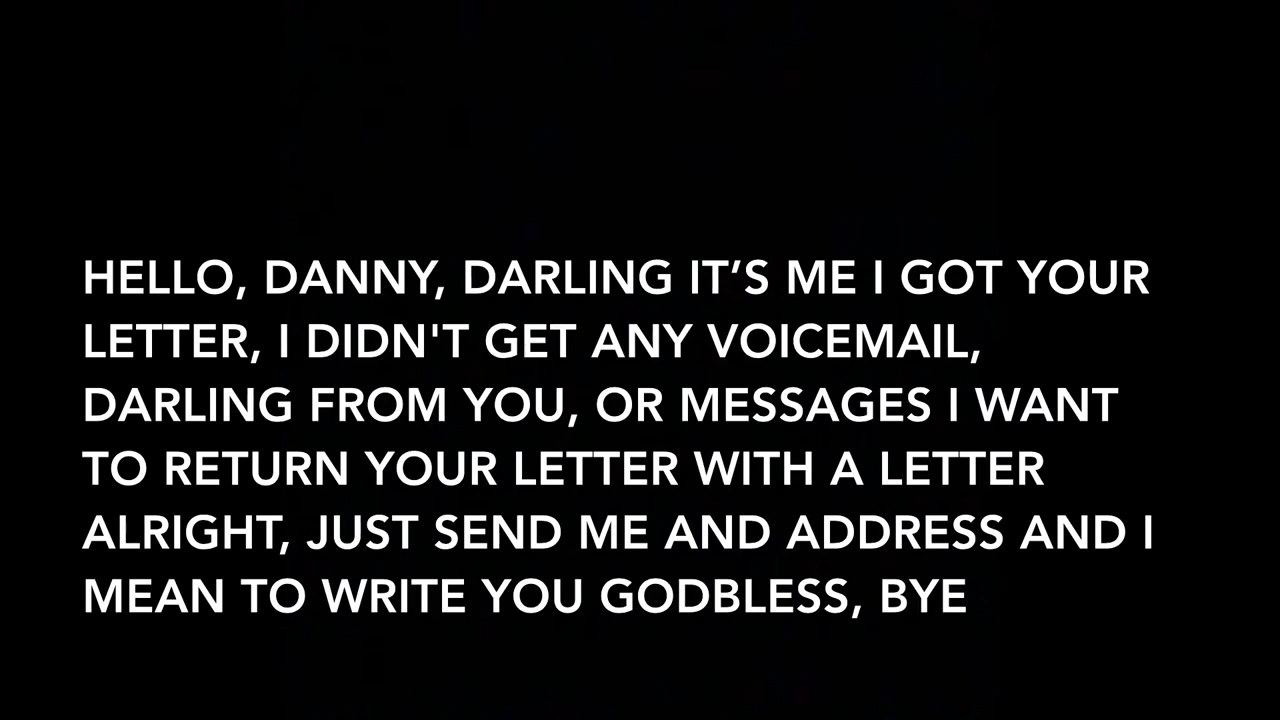 HELLO, DANNY, DARLING IT’S ME I GOT YOUR
LETTER, I DIDN'T GET ANY VOICEMAIL,
DARLING FROM YOU, OR MESSAGES I WANT
TO RETURN YOUR LETTER WITH A LETTER
ALRIGHT, JUST SEND ME AND ADDRESS AND I
MEAN TO WRITE YOU GODBLESS, BYE